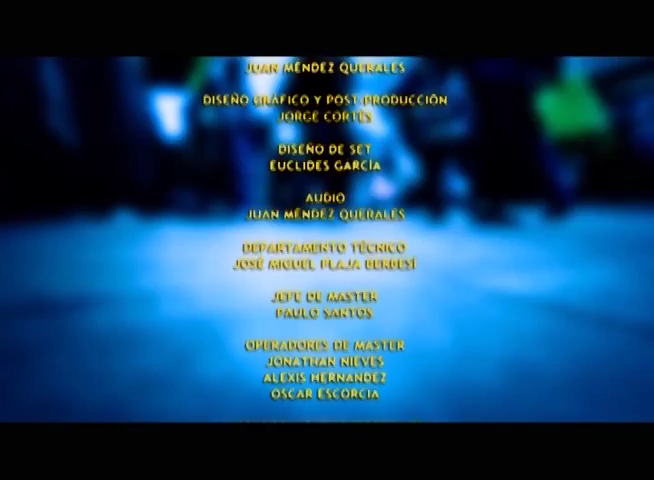 JUAN MÉNDEZ QUERALES
DISEÑO GRÁFICO Y POST PRODUCCIÓN
JORGE CORTÉS
DISEÑO DE SET
EUCLIDES GARCÍA
AUDIO
JUAN MÉNDEZ QUERALES
DEPARTAMENTO TÉCNICO
JOSÉ MIGUEL PLAJA BERBESÍ
JEFE DE MASTER
PAULO SANTOS
OPERADORES DE MASTER
JONATHAN NIEVES
ALEXIS HERNANDEZ
OSCAR ESCORCIA